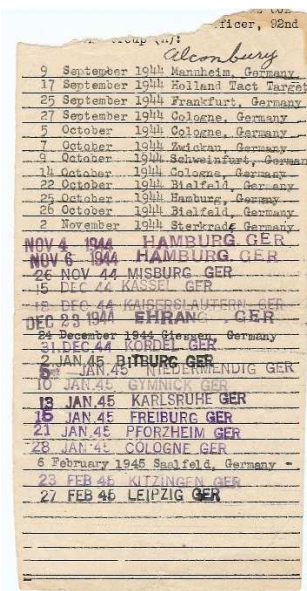 ficer, 92nd
Group (H):
Alconbury
9 September 1944 Mannheim, Germany
17 September 1944 Holland Tact Target
25 September 1944 Frankfurt, Germany
27 September 1944 Cologne, Germany
5 October 1944 Cologne, Germany
7 October 1944 Zwickau, Germany
9 October 1944 Schweinfurt, German
14 October 1944 Cologne, Germany
22 October 1944 Bielfeld, Germany
25 October 1944 Hamburg, Germany
26 October 1944 Bielfeld, Germany
2 November 1944 Sterkrade Germany
NOV 4 1944 HAMBURG. GER
NOV 6 1944 HAMBURG. GER
26 NOV 44 MISBURG GER
15 DEC 44 KASSEL GER
18 DEC 44 KAISERSLAUTERN GER
DEC 23 1944 EHRANG GER
24 December 1944 Giessen, Germany
31 DEC.44 KORDEL GER
2 JAN.45 BITBURG GER
5 JAN.45 NIEDERMENDIG GER
10 JAN.45 GYMNICK GER
13 JAN.45 KARLSRUHE GER
15 JAN.45 FREIBURG GER
21 JAN.45 PFORZHEIM GER
28 JAN 45 COLOGNE GER
6 February 1945 Saalfeld, Germany -
23 FEB 45 KITZINGEN GER
27 FEB 45 LEIPZIG GER